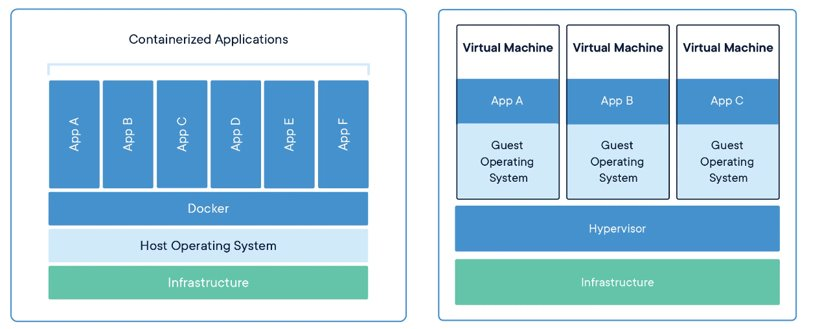 Containerized Applications
App A
App B
App C
App D
App E
App F
Docker
Host Operating System
Infrastructure
Virtual Machine
App A
Guest
Operating
System
Virtual Machine
App B
Guest
Operating
System
Virtual Machine
App C
Guest
Operating
System
Hypervisor
Infrastructure